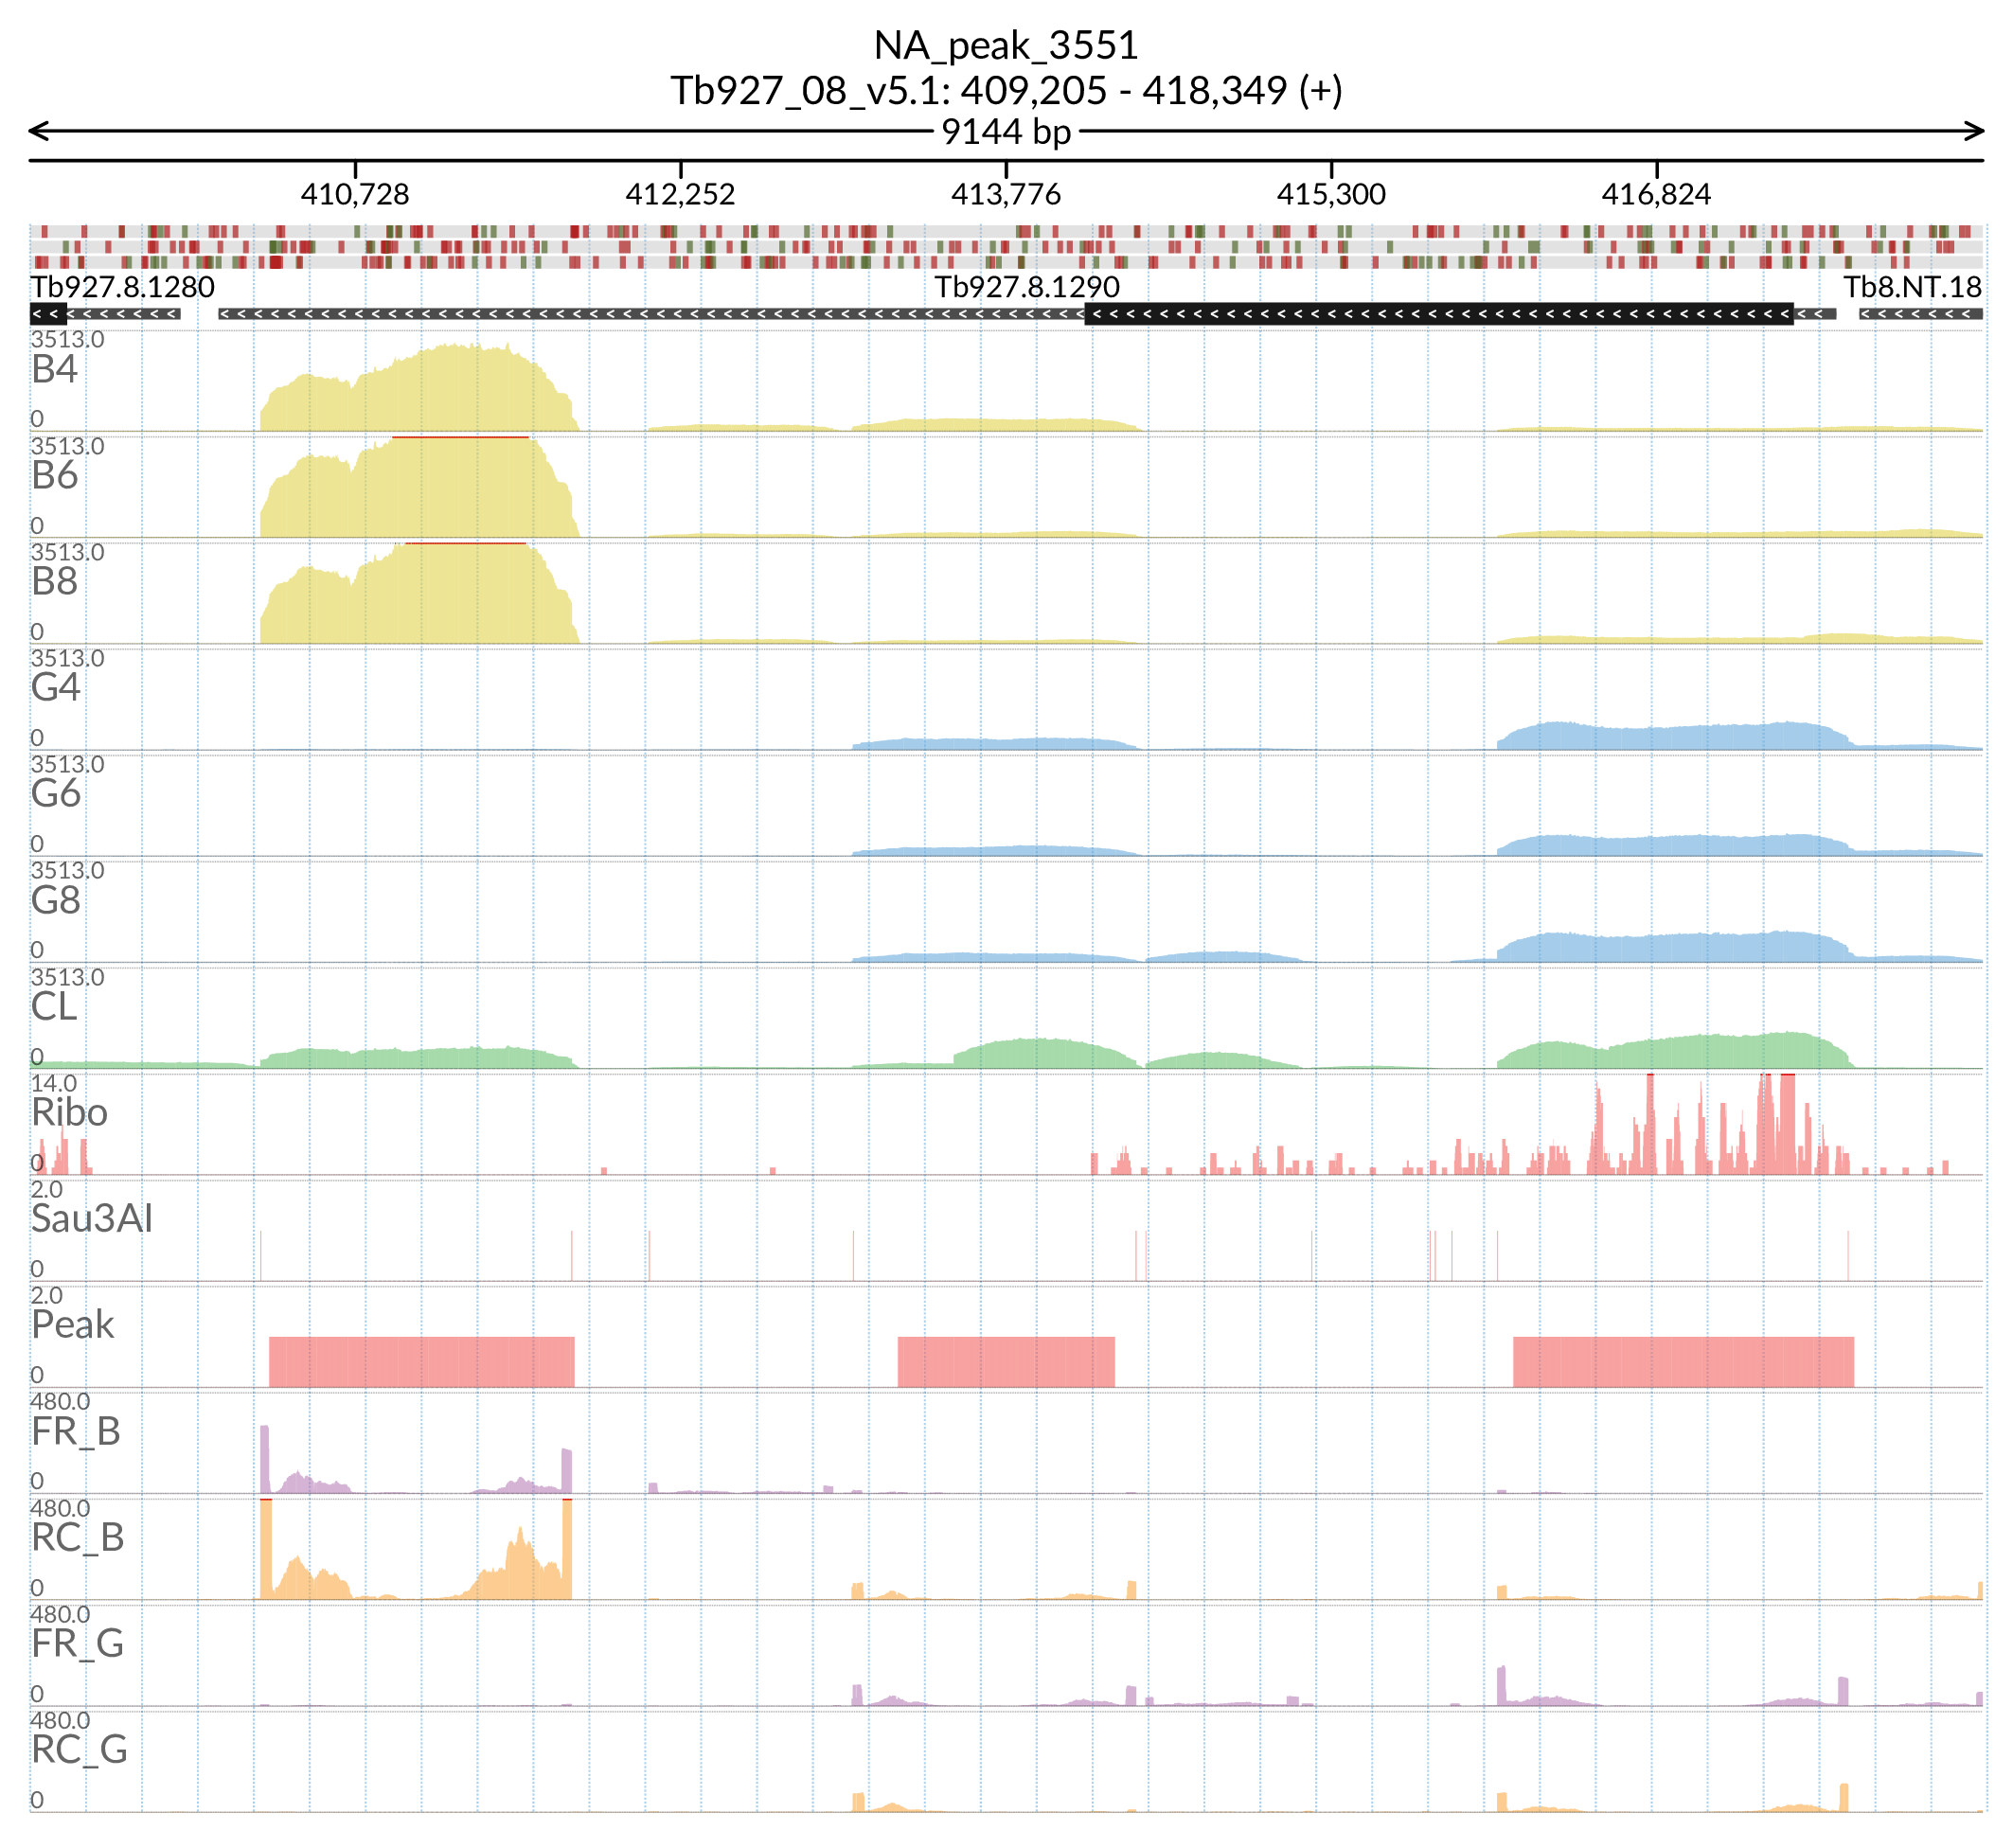 NA_peak_3551
Tb927_08_v5.1: 409,205 - 418,349 (+)
9144 bp
410,728 412,252 413,776 415,300 416,824
Tb927.8.1280 Tb927.8.1290 Tb8.NT.18
3513.0
B4
0
3513.0
B6
0
3513.0
B8
0
3513.0
G4
0
3513.0
G6
0
3513.0
G8
0
3513.0
CL
0
14.0
Ribo
0
2.0
Sau3AI
0
2.0
Peak
0
480.0
FR_B
0
480.0
RC_B
0
480.0
FR_G
0
480.0
RC_G
0